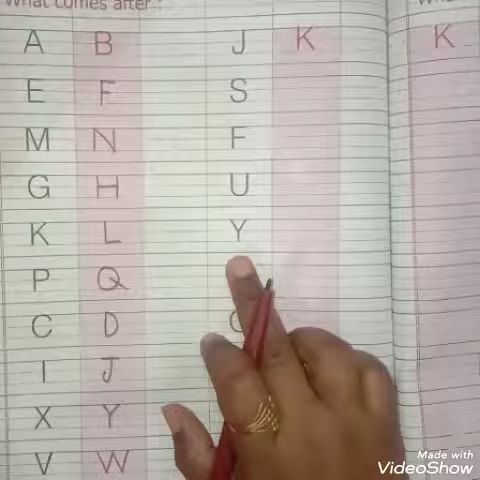 What comes after
A B J K K
E F S
M N F
G H U
K L Y
P Q
C D
I J
X Y
V W
Made with
VideoShow